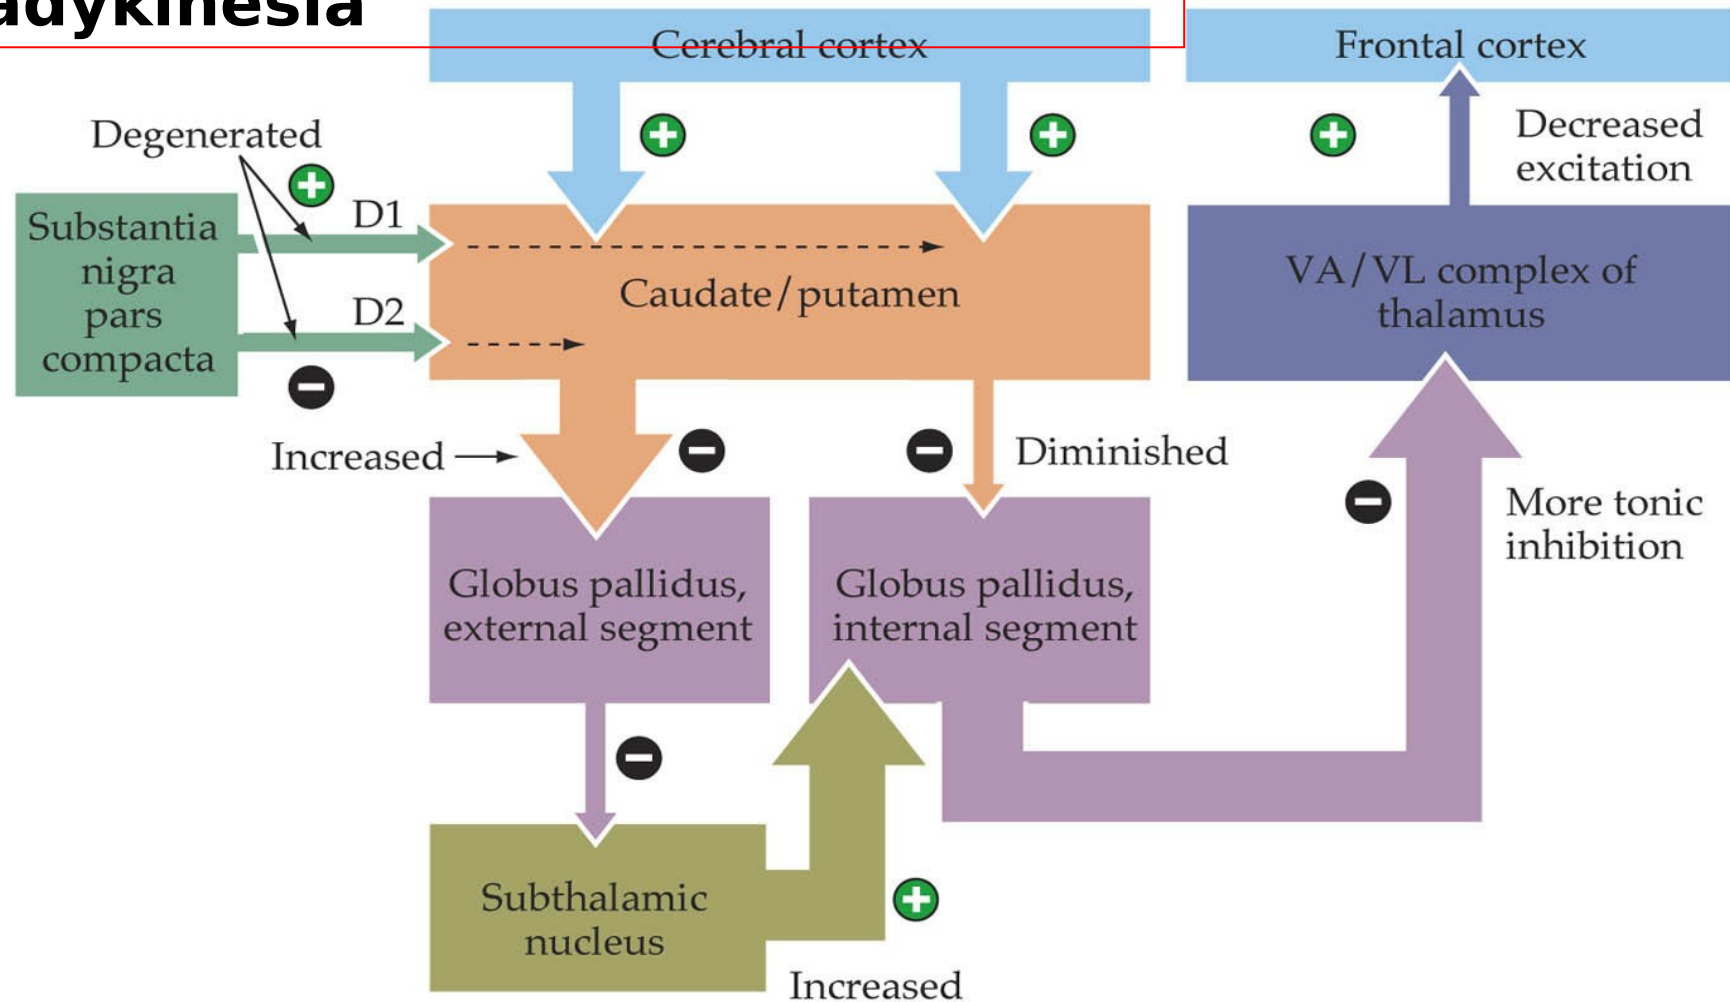 adykinesia
Cerebral cortex
Frontal cortex
Degenerated
Decreased
excitation
Substantia
nigra
pars
compacta
D1
D2
Caudate/putamen
VA/VL complex of
thalamus
Increased
Diminished
More tonic
inhibition
Globus pallidus,
external segment
Globus pallidus,
internal segment
Subthalamic
nucleus
Increased